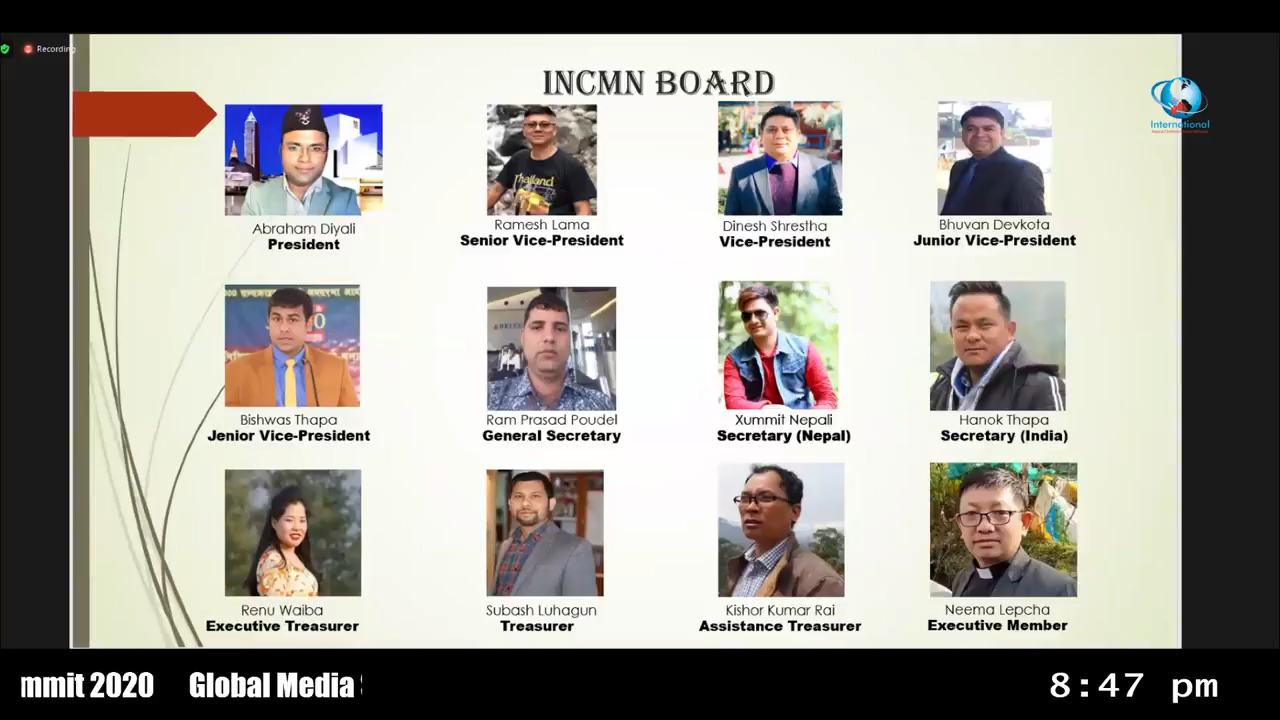 Recording
INCMN BOARD
International
Abraham Diyali
President
Ramesh Lama
Senior Vice-President
Dinesh Shrestha
Vice-President
Bhuvan Devkota
Junior Vice-President
Bishwas Thapa
Jenior Vice-President
Ram Prasad Poudel
General Secretary
Xummit Nepali
Secretary (Nepal)
Hanok Thapa
Secretary (India)
Renu Waiba
Executive Treasurer
Subash Luhagun
Treasurer
Kishor Kumar Rai
Assistance Treasurer
Neema Lepcha
Executive Member
Thailand
mmit 2020 Global Media
8:47 pm